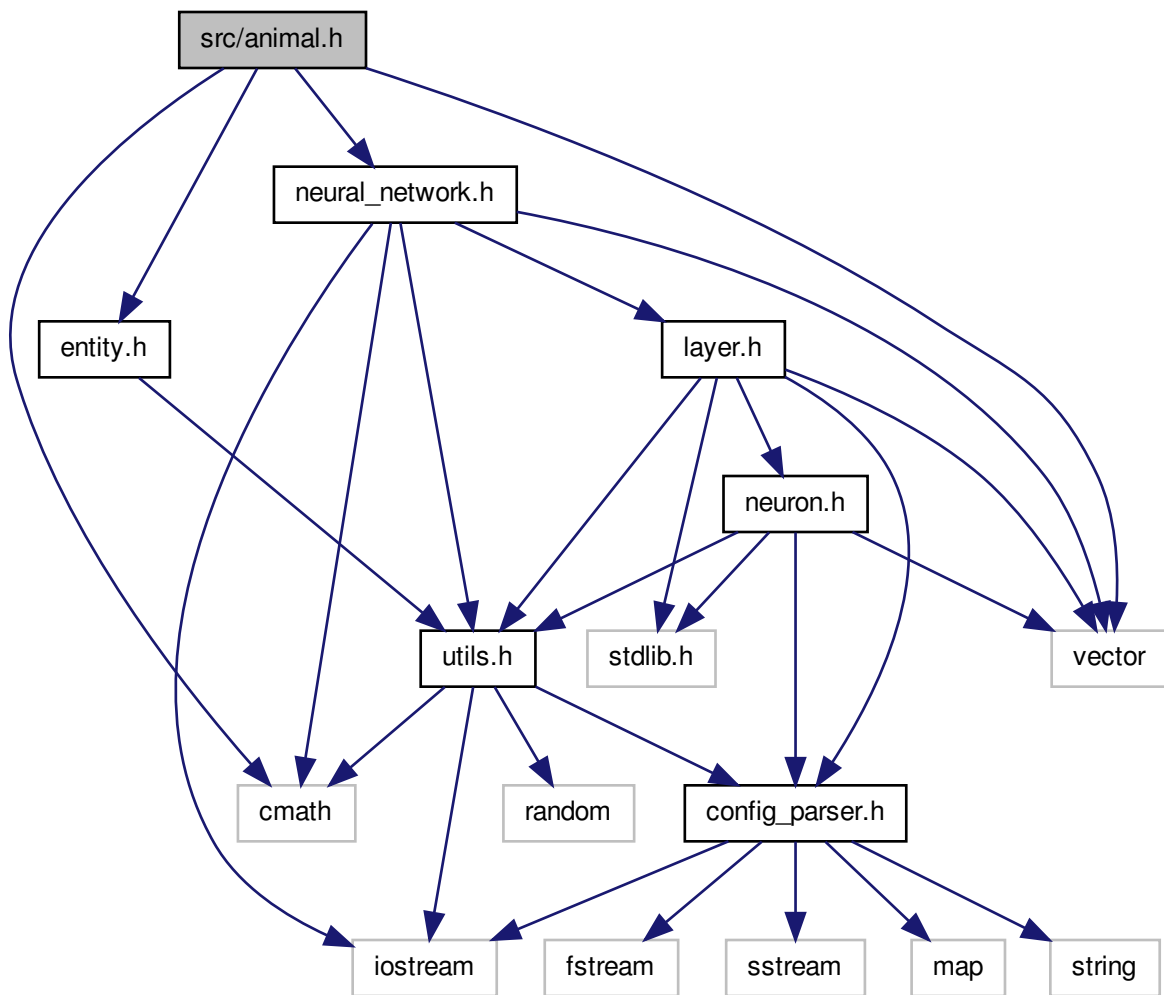 src/animal.h
neural_network.h
entity.h
layer.h
neuron.h
utils.h
stdlib.h
vector
cmath
random
config_parser.h
iostream
fstream
sstream
map
string